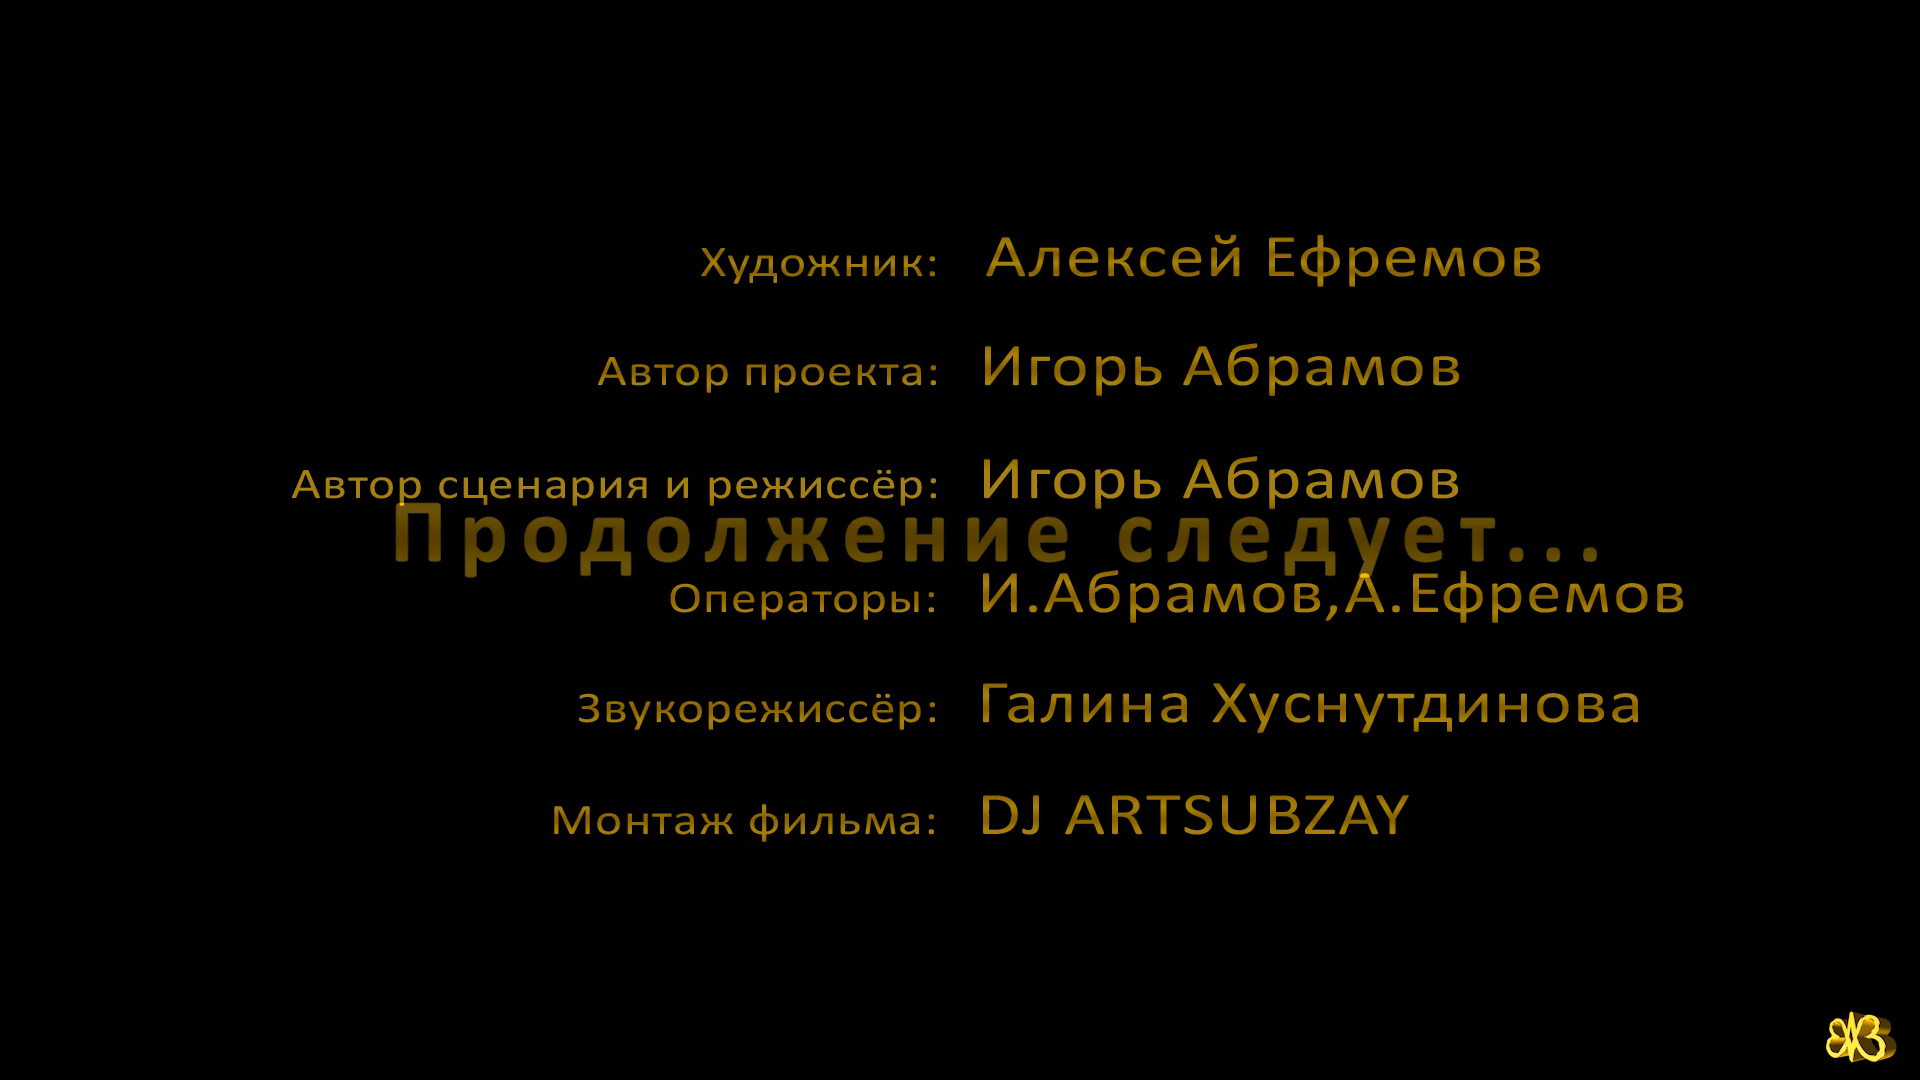 Художник: Алексей Ефремов
Автор проекта: Игорь Абрамов
Автор сценария и режиссёр: Игорь Абрамов
Продолжение следует...
Операторы: И.Абрамов,А.Ефремов
Звукорежиссёр: Галина Хуснутдинова
Монтаж фильма: DJ ARTSUBZAY